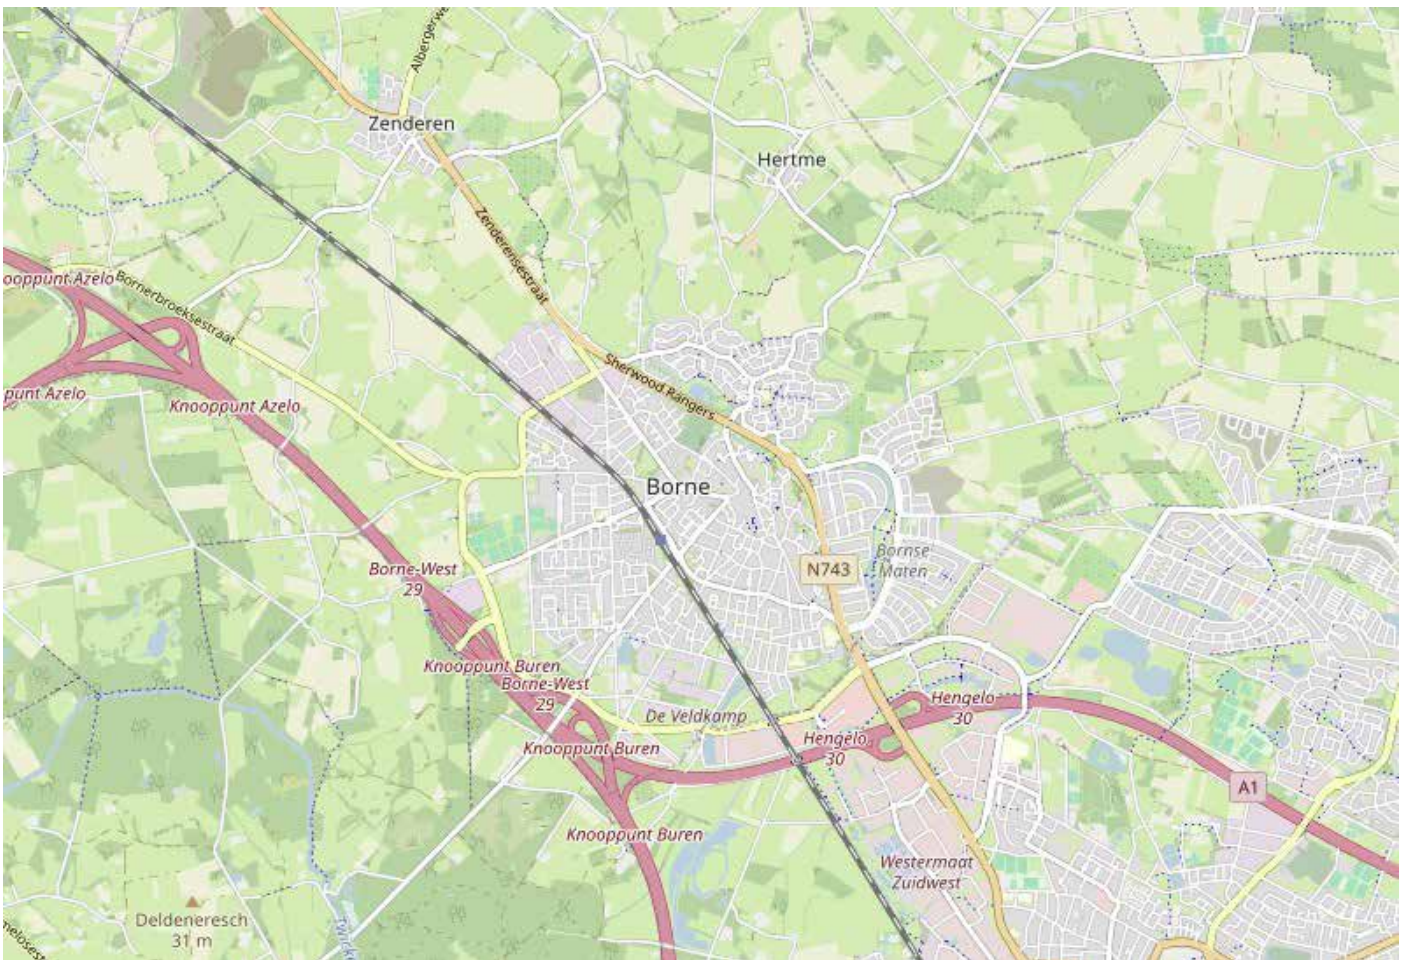 Albergerwe
Zenderen
Hertme
Zenderensestraat
ooppunt Azelo
Bornerbroeksestraat
punt Azelo
Knooppunt Azelo
Sherwood Rangers
Borne
N743
Bornse
Maten
Borne-West
29
Knooppunt Buren
Borne-West
29
De Veldkamp
Hengelo
30
Knooppunt Buren
Hengelo
30
A1
Knooppunt Buren
Westermaat
Zuidwest
Deldeneresch
31 m